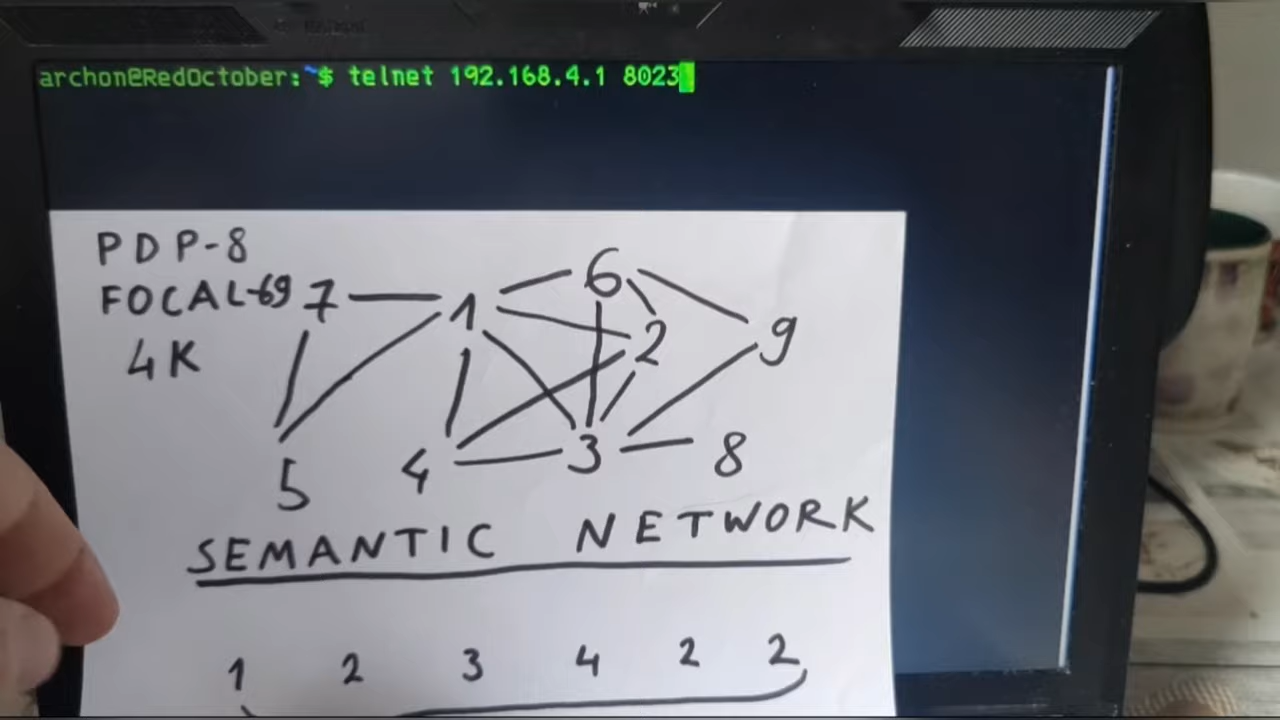 archon@RedOctober:~$ telnet 192.168.4.1 8023
PDP-8
FOCAL-69
4K
7 1 6 2 9
5 4 3 8
SEMANTIC NETWORK
1 2 3 4 2 2